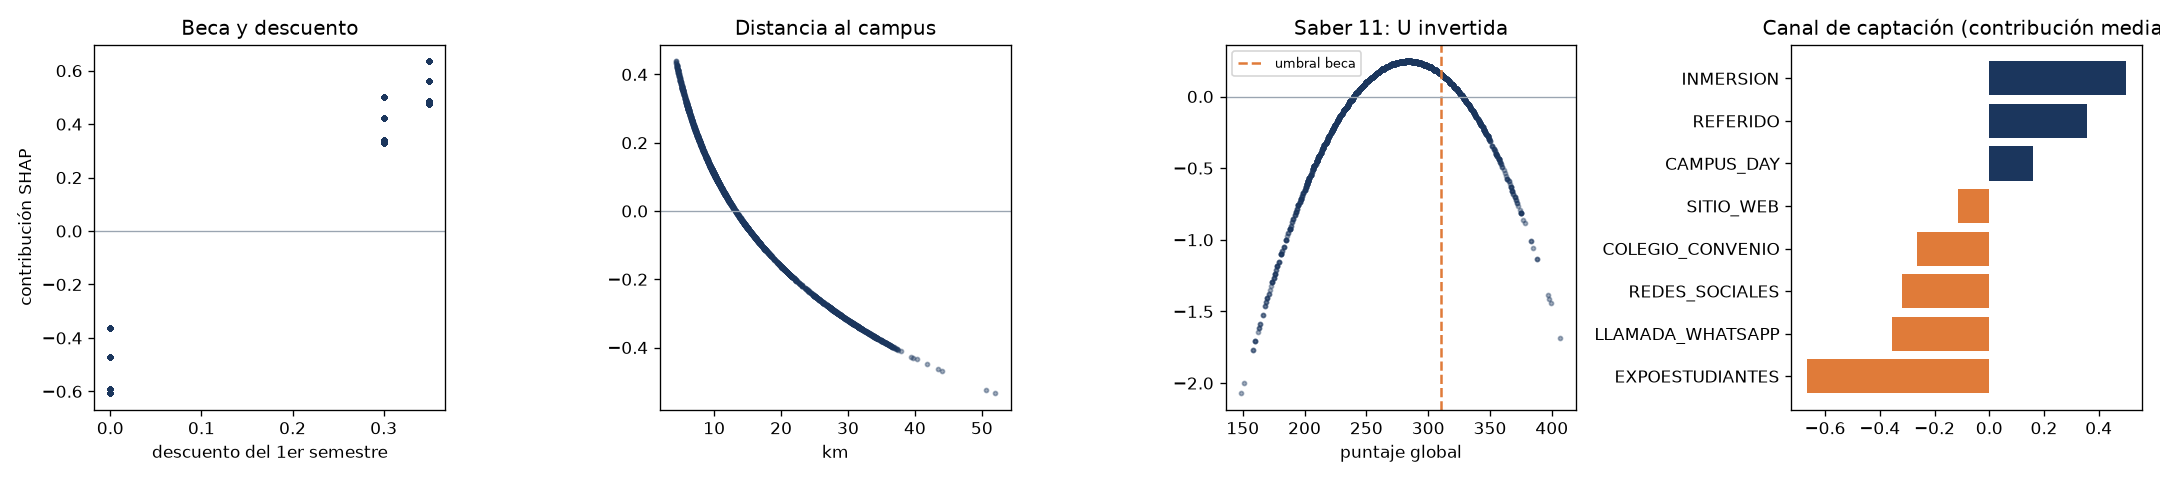 Beca y descuento
contribución SHAP
0.6
0.4
0.2
0.0
−0.2
−0.4
−0.6
0.0
0.1
0.2
0.3
descuento del 1er semestre
Distancia al campus
0.4
0.2
0.0
−0.2
−0.4
10
20
30
40
50
km
Saber 11: U invertida
umbral beca
0.0
−0.5
−1.0
−1.5
−2.0
150
200
250
300
350
400
puntaje global
Canal de captación (contribución media
INMERSION
REFERIDO
CAMPUS_DAY
SITIO_WEB
COLEGIO_CONVENIO
REDES_SOCIALES
LLAMADA_WHATSAPP
EXPOESTUDIANTES
−0.6
−0.4
−0.2
0.0
0.2
0.4